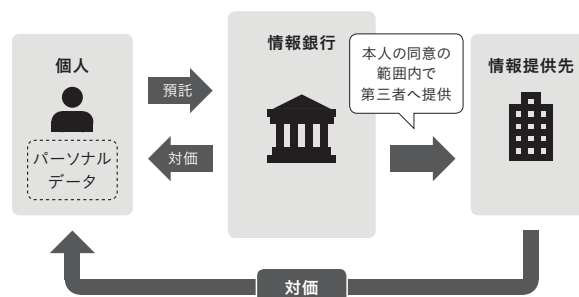 個人
パーソナル
データ
預託
対価
情報銀行
本人の同意の
範囲内で
第三者へ提供
情報提供先
対価